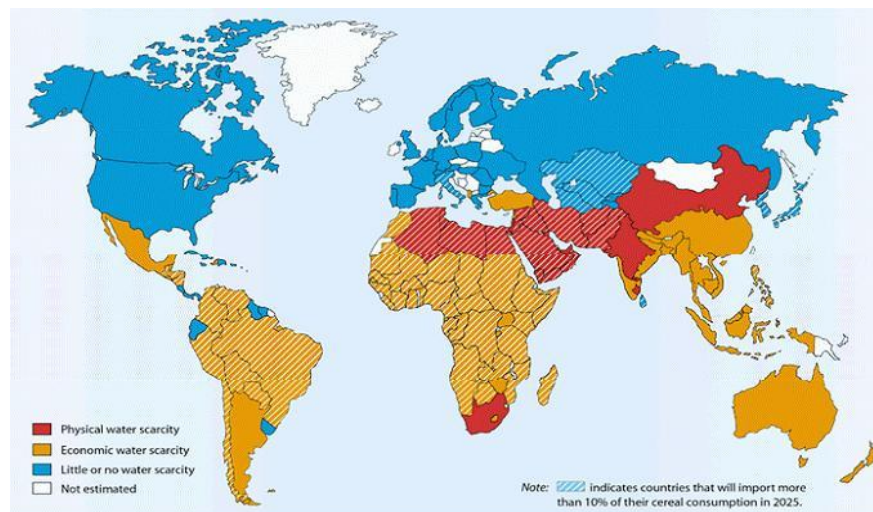 Physical water scarcity
Economic water scarcity
Little or no water scarcity
Not estimated
Note: indicates countries that will import more
than 10% of their cereal consumption in 2025.